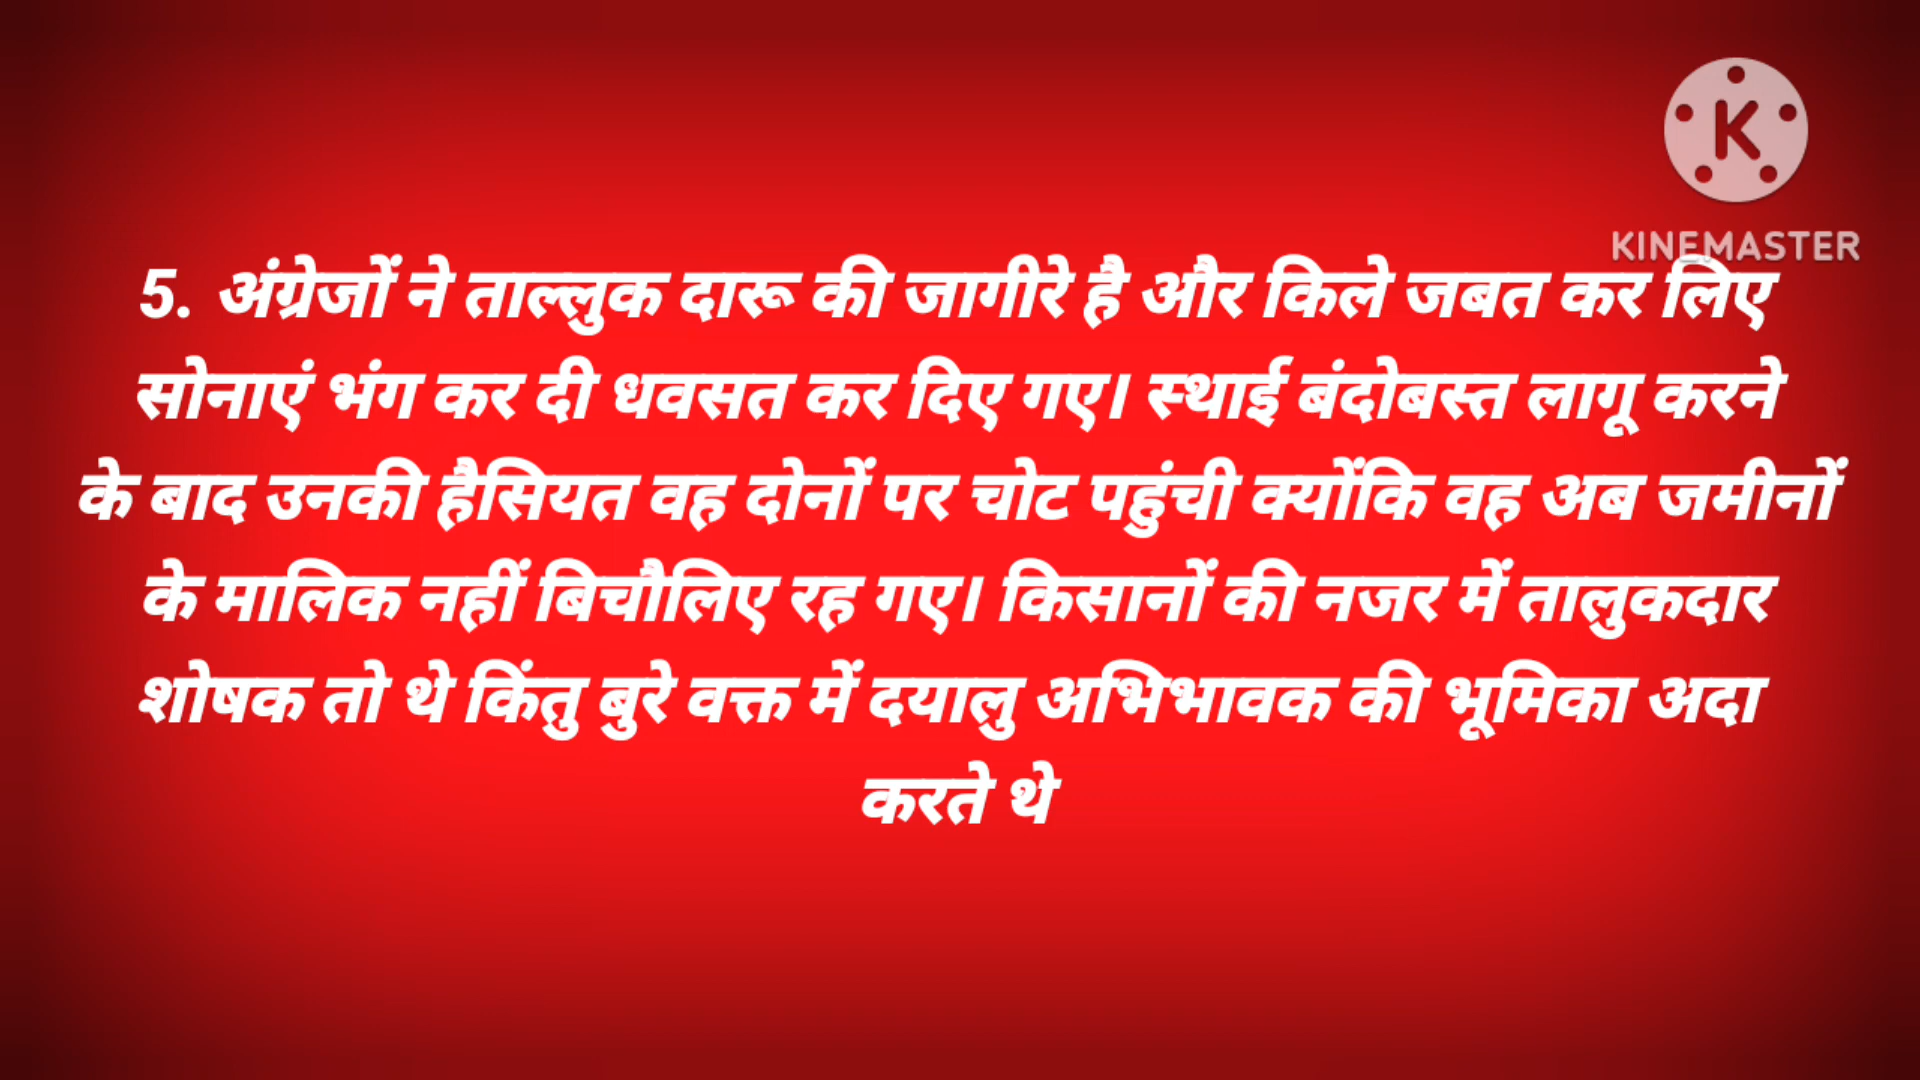 KINEMASTER
5. अंग्रेजों ने ताल्लुक दारू की जागीरे है और किले जबत कर लिए
सोनाएं भंग कर दी धवसत कर दिए गए। स्थाई बंदोबस्त लागू करने
के बाद उनकी हैसियत वह दोनों पर चोट पहुंची क्योंकि वह अब जमीनों
के मालिक नहीं बिचौलिए रह गए। किसानों की नजर में तालुकदार
शोषक तो थे किंतु बुरे वक्त में दयालु अभिभावक की भूमिका अदा
करते थे